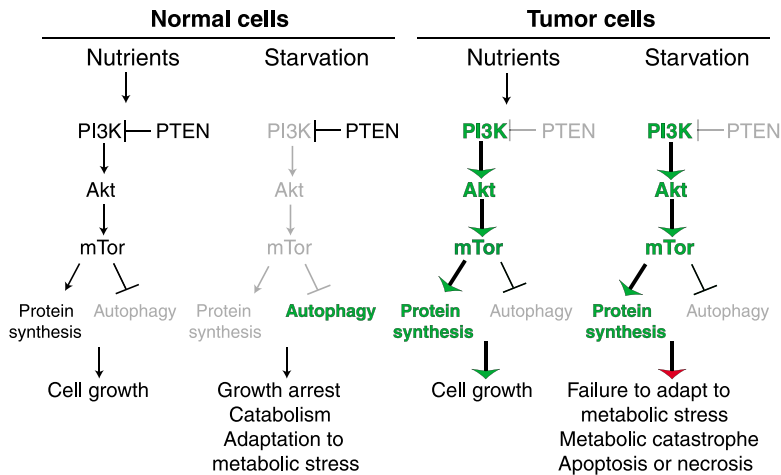 Normal cells
Tumor cells
Nutrients
Starvation
Nutrients
Starvation
PI3K
PTEN
PI3K
PTEN
PI3K
PTEN
PI3K
PTEN
Akt
Akt
Akt
Akt
mTor
mTor
mTor
mTor
Protein
synthesis
Autophagy
Protein
synthesis
Autophagy
Protein
synthesis
Autophagy
Protein
synthesis
Autophagy
Cell growth
Growth arrest
Catabolism
Adaptation to
metabolic stress
Cell growth
Failure to adapt to
metabolic stress
Metabolic catastrophe
Apoptosis or necrosis